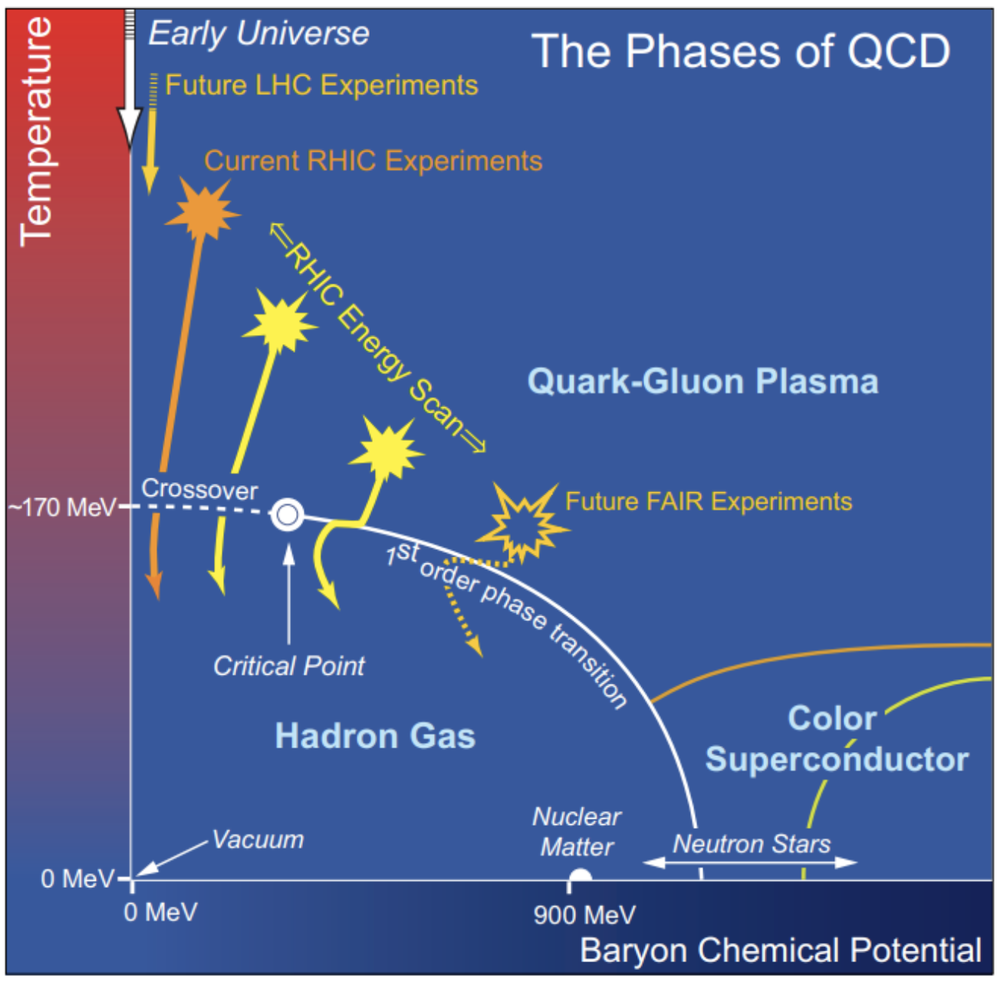 Temperature
Early Universe
The Phases of QCD
Future LHC Experiments
Current RHIC Experiments
⇐RHIC Energy Scan⇒
Quark-Gluon Plasma
Crossover
~170 MeV
Future FAIR Experiments
1st order phase transition
Critical Point
Hadron Gas
Color
Superconductor
Nuclear
Matter
Neutron Stars
Vacuum
0 MeV
0 MeV
900 MeV
Baryon Chemical Potential